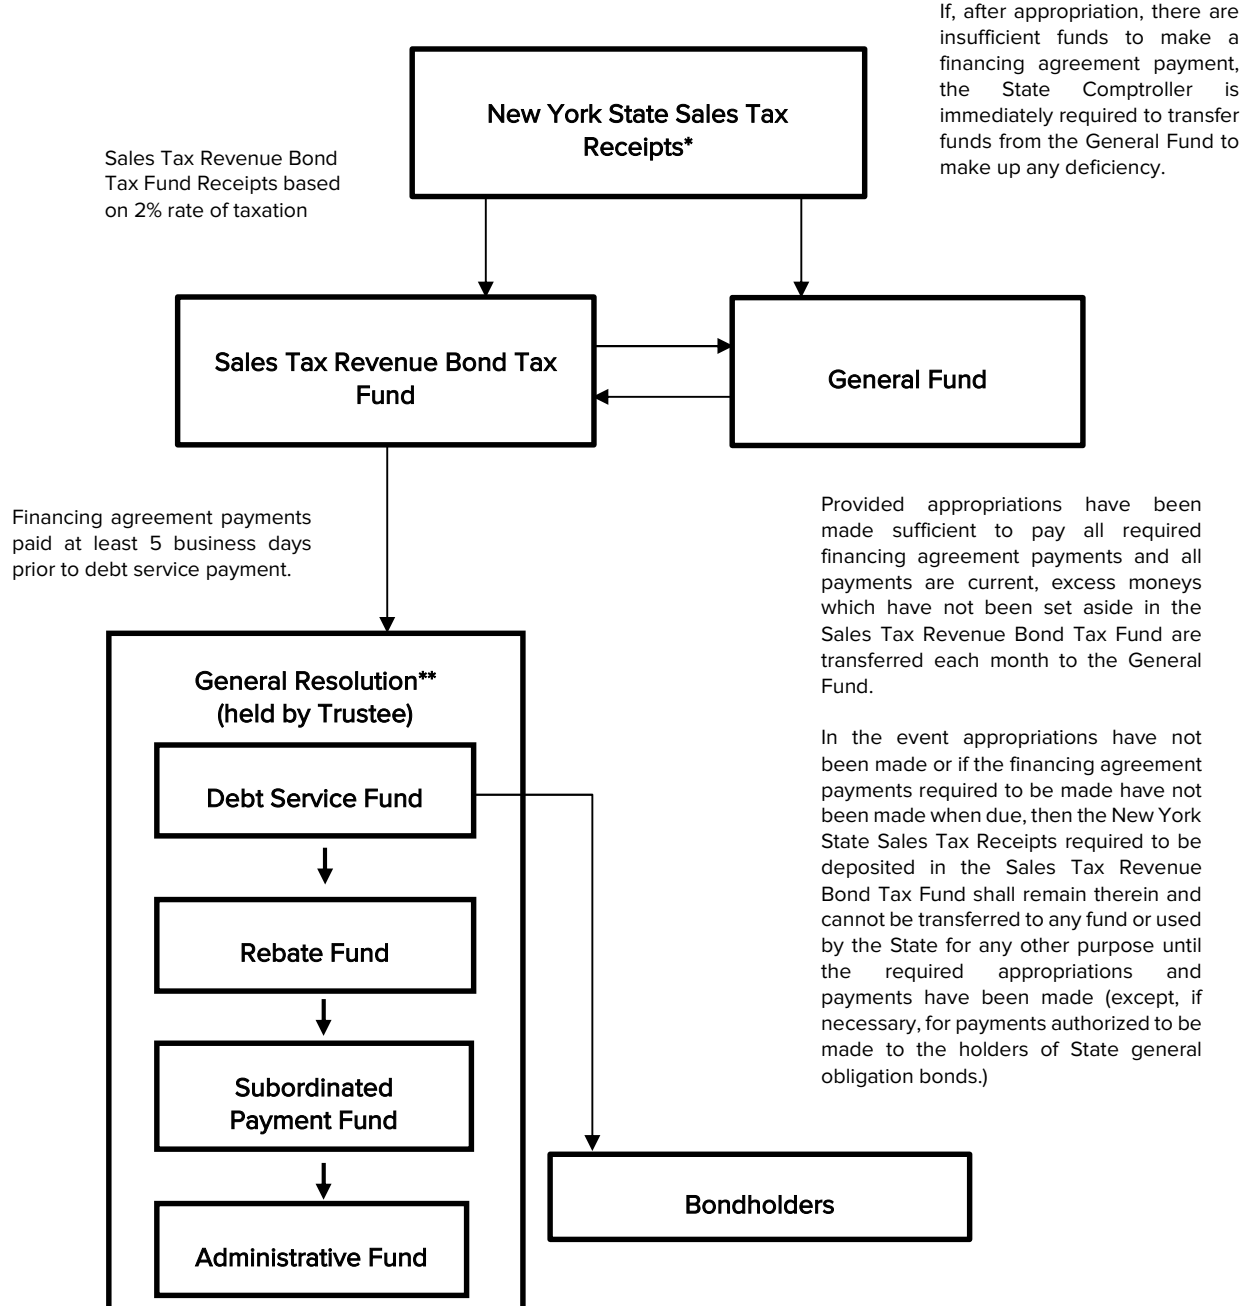 If, after appropriation, there are
insufficient funds to make a
financing agreement payment,
the State Comptroller is
immediately required to transfer
funds from the General Fund to
make up any deficiency.
New York State Sales Tax
Receipts*
Sales Tax Revenue Bond
Tax Fund Receipts based
on 2% rate of taxation
Sales Tax Revenue Bond Tax
Fund
General Fund
Financing agreement payments
paid at least 5 business days
prior to debt service payment.
Provided appropriations have been
made sufficient to pay all required
financing agreement payments and all
payments are current, excess moneys
which have not been set aside in the
Sales Tax Revenue Bond Tax Fund are
transferred each month to the General
Fund.
In the event appropriations have not
been made or if the financing agreement
payments required to be made have not
been made when due, then the New York
State Sales Tax Receipts required to be
deposited in the Sales Tax Revenue
Bond Tax Fund shall remain therein and
cannot be transferred to any fund or used
by the State for any other purpose until
the required appropriations and
payments have been made (except, if
necessary, for payments authorized to be
made to the holders of State general
obligation bonds.)
General Resolution**
(held by Trustee)
Debt Service Fund
Rebate Fund
Subordinated
Payment Fund
Administrative Fund
Bondholders